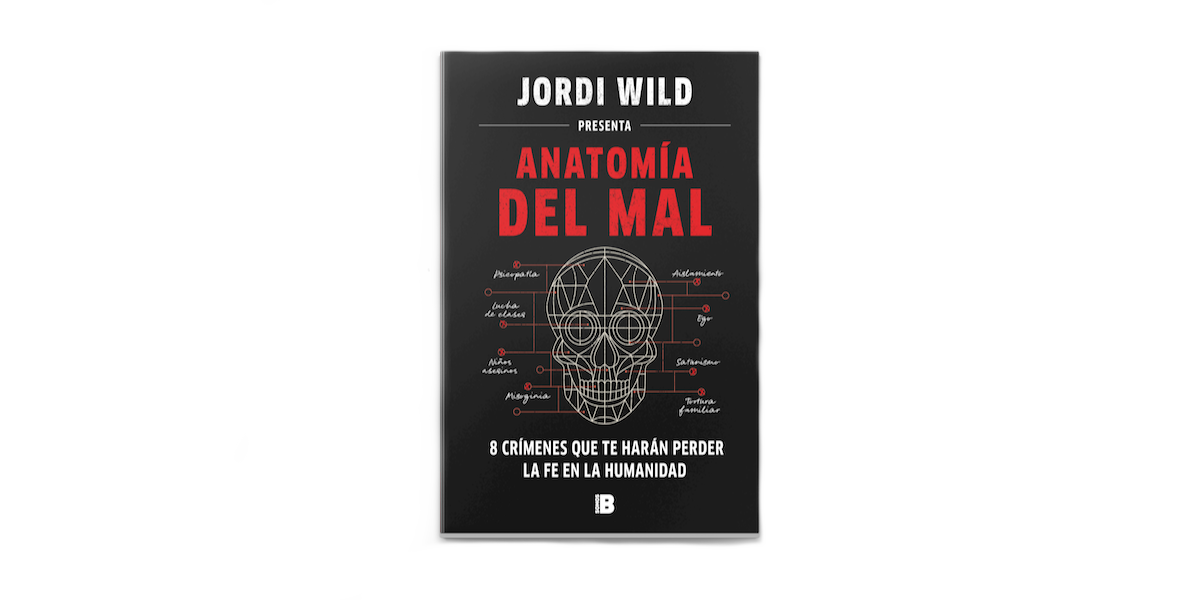 JORDI WILD
PRESENTA
ANATOMÍA
DEL MAL
Psicopatía
Aislamiento
Lucha
de clases
Ego
Niños
asesinos
Satanismo
Misoginia
Tortura
familiar
8 CRÍMENES QUE TE HARÁN PERDER
LA FE EN LA HUMANIDAD
SOMOS B